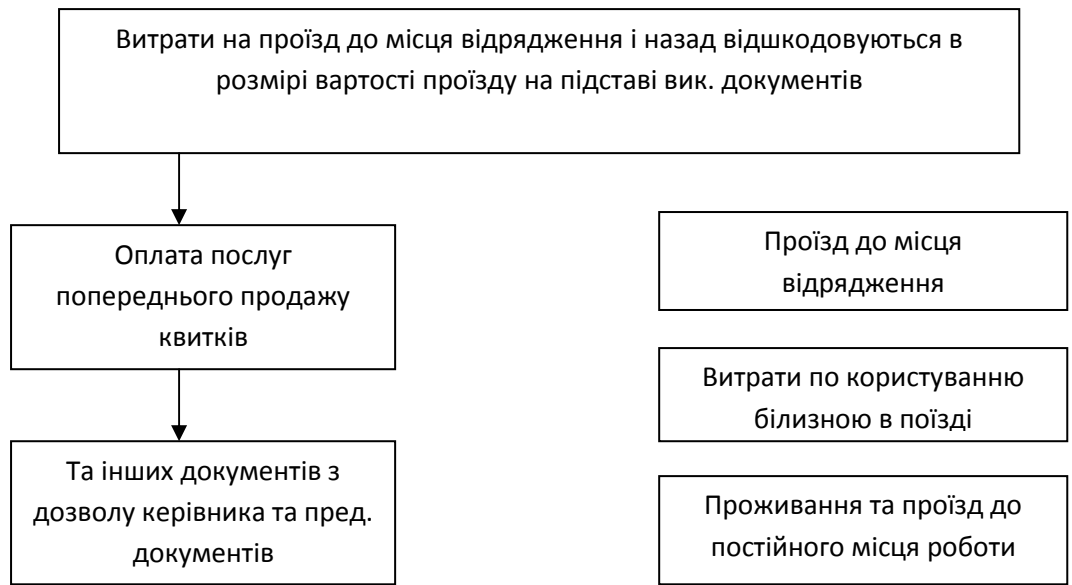 Витрати на проїзд до місця відрядження і назад відшкодовуються в
розмірі вартості проїзду на підставі вик. документів
Оплата послуг
попереднього продажу
квитків
Та інших документів з
дозволу керівника та пред.
документів
Проїзд до місця
відрядження
Витрати по користуванню
білизною в поїзді
Проживання та проїзд до
постійного місця роботи